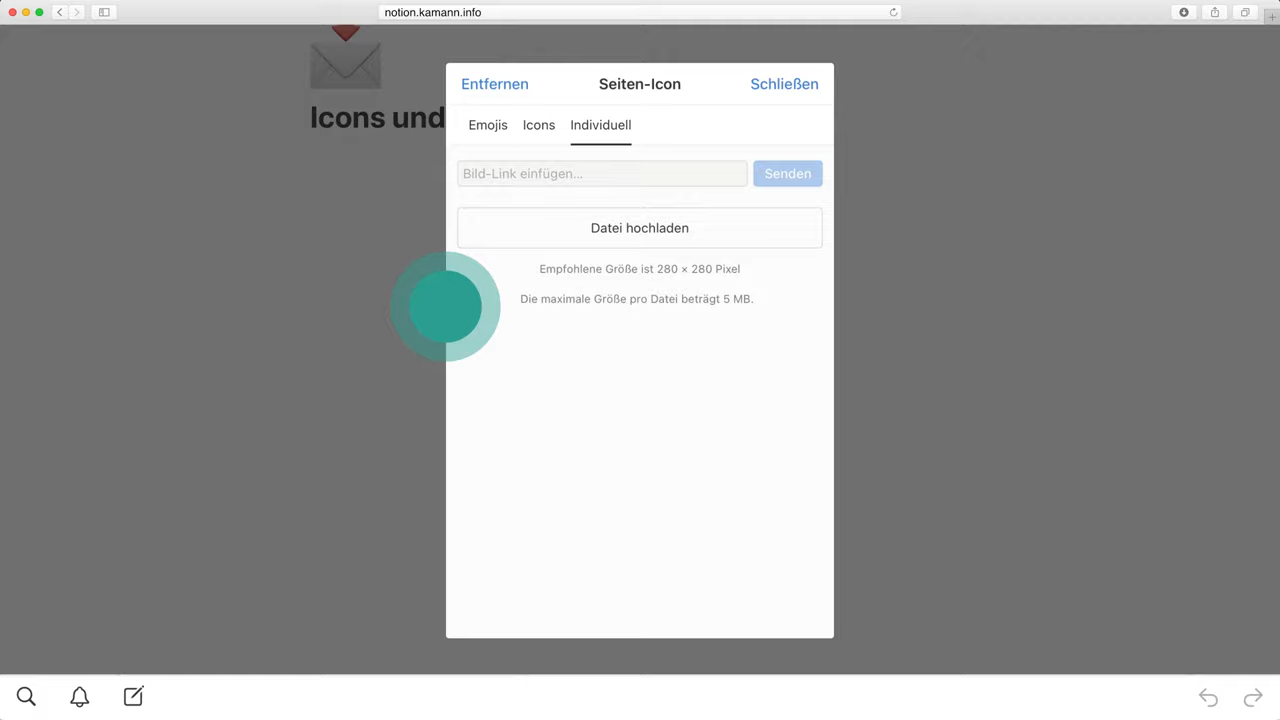 notion.kamann.info
Icons und
Entfernen
Seiten-Icon
Schließen
Emojis
Icons
Individuell
Bild-Link einfügen...
Senden
Datei hochladen
Empfohlene Größe ist 280 × 280 Pixel
Die maximale Größe pro Datei beträgt 5 MB.